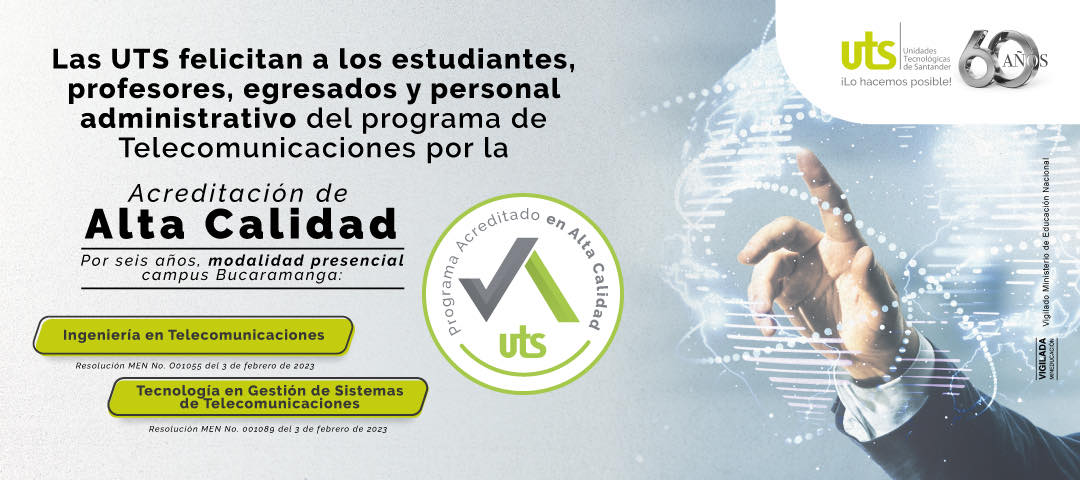 Las UTS felicitan a los estudiantes,
profesores, egresados y personal
administrativo del programa de
Telecomunicaciones por la
Acreditación de
Alta Calidad
Por seis años, modalidad presencial
campus Bucaramanga:
Ingeniería en Telecomunicaciones
Resolución MEN No. 001055 del 3 de febrero de 2023
Tecnología en Gestión de Sistemas
de Telecomunicaciones
Resolución MEN No. 001089 del 3 de febrero de 2023
Programa Acreditado en Alta Calidad
uts
uts
Unidades
Tecnológicas
de Santander
¡Lo hacemos posible!
60 AÑOS
Vigilado Ministerio de Educación Nacional
VIGILADA
MINEDUCACIÓN